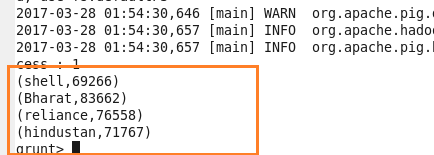 2017-03-28 01:54:30,646 [main] WARN org.apache.pig.
2017-03-28 01:54:30,657 [main] INFO org.apache.hado
2017-03-28 01:54:30,657 [main] INFO org.apache.pig.b
cess : 1
(shell,69266)
(Bharat,83662)
(reliance,76558)
(hindustan,71767)
grunt>